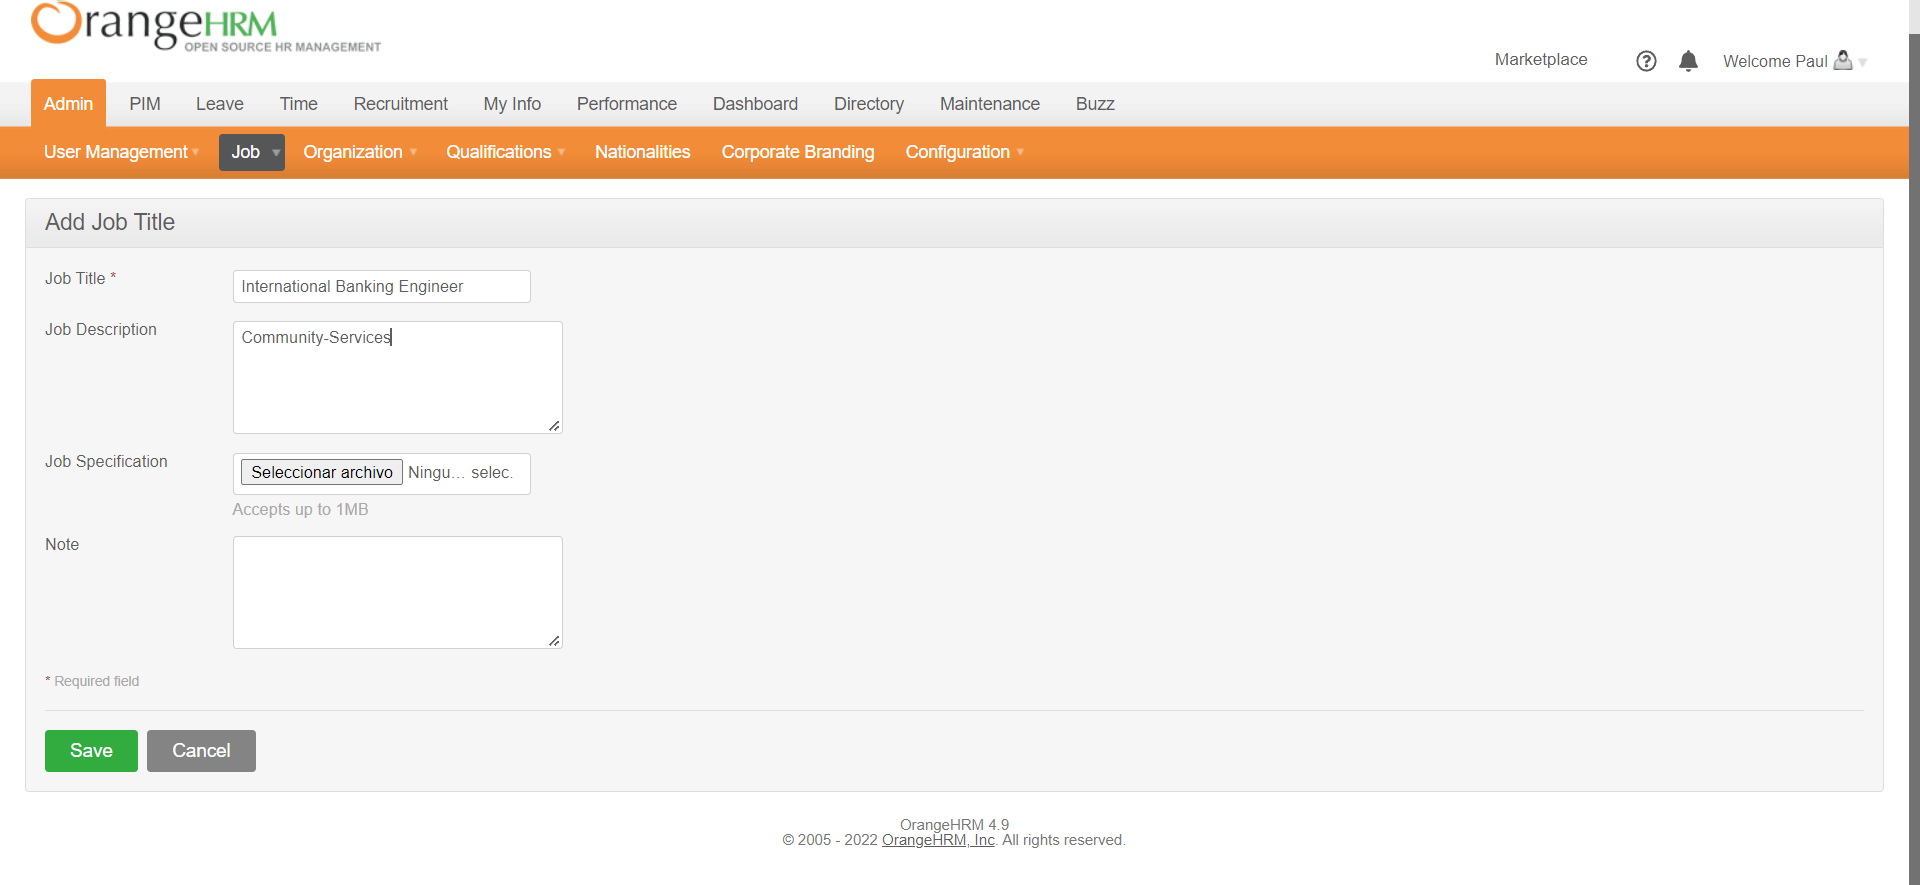 OrangeHRM
OPEN SOURCE HR MANAGEMENT
Marketplace
Welcome Paul
Admin PIM Leave Time Recruitment My Info Performance Dashboard Directory Maintenance Buzz
User Management Job Organization Qualifications Nationalities Corporate Branding Configuration
Add Job Title
Job Title * International Banking Engineer
Job Description Community-Services
Job Specification Seleccionar archivo Ningu… selec.
Accepts up to 1MB
Note
* Required field
Save Cancel
OrangeHRM 4.9
© 2005 - 2022 OrangeHRM, Inc. All rights reserved.